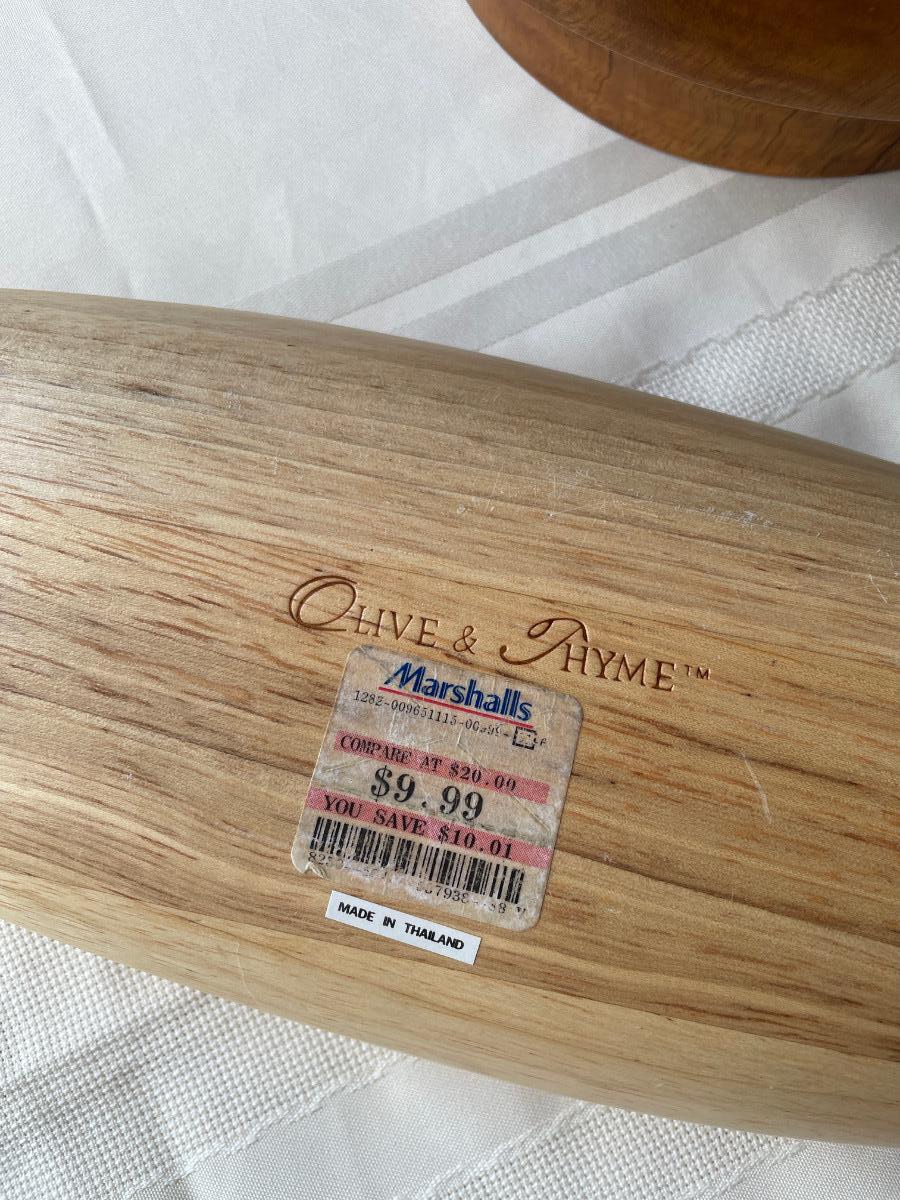 OLIVE & THYME™
Marshalls
COMPARE AT $20.00
$9.99
YOU SAVE $10.01
MADE IN THAILAND